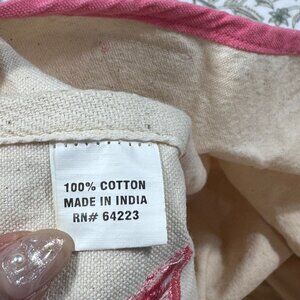 100% COTTON
MADE IN INDIA
RN# 64223